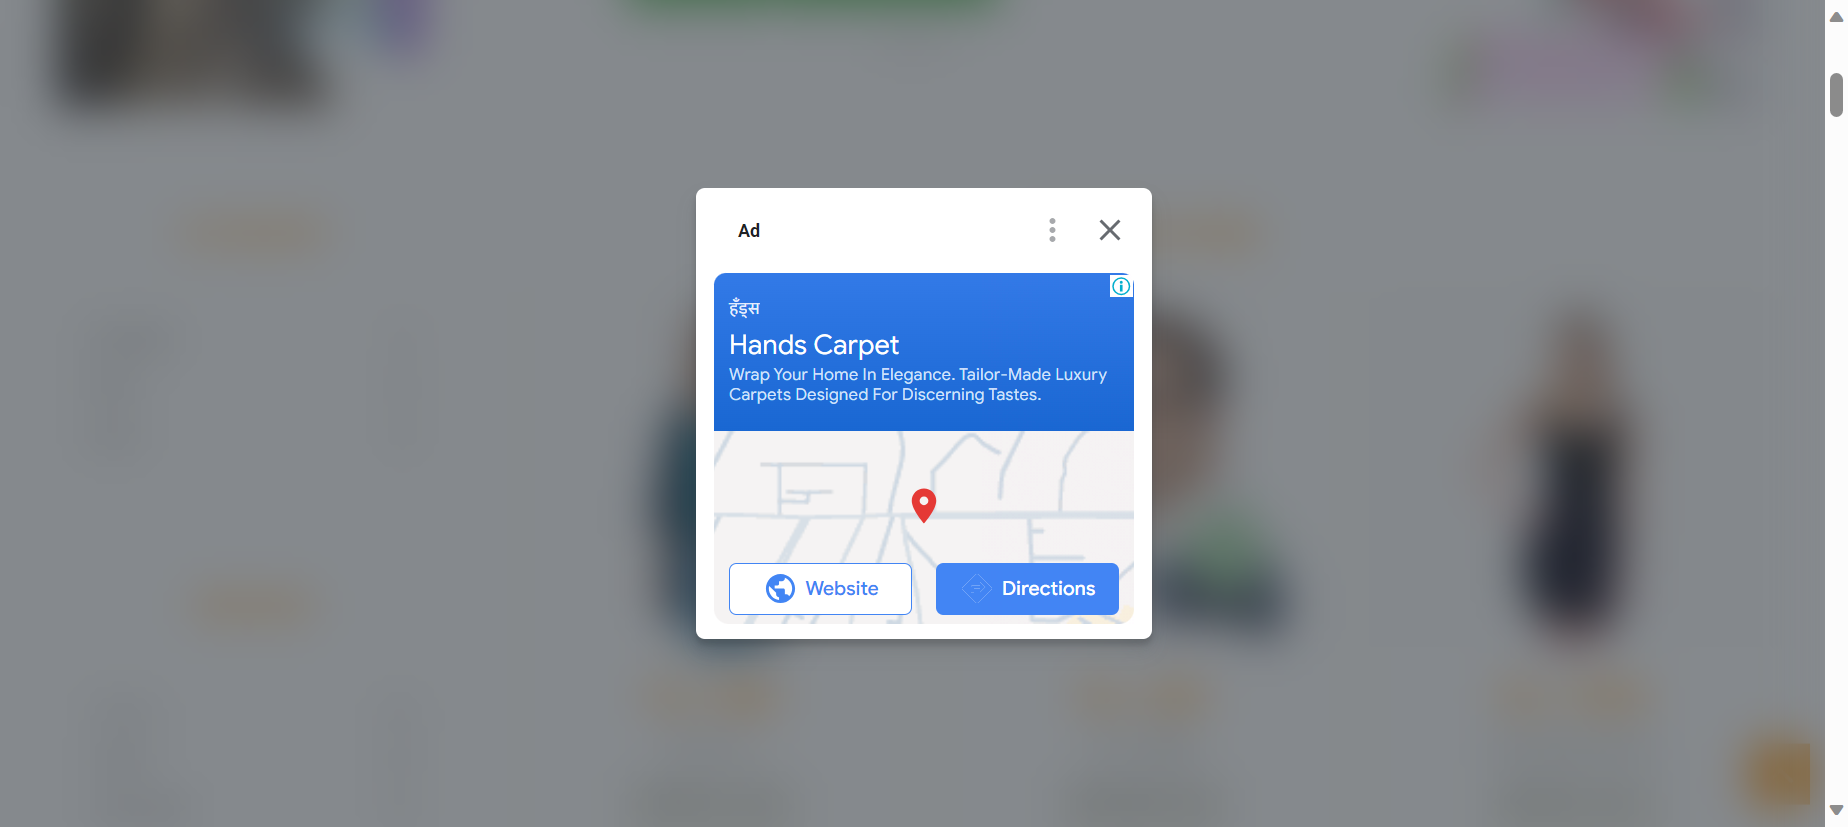 Ad
हँड्स
Hands Carpet
Wrap Your Home In Elegance. Tailor-Made Luxury
Carpets Designed For Discerning Tastes.
Website
Directions